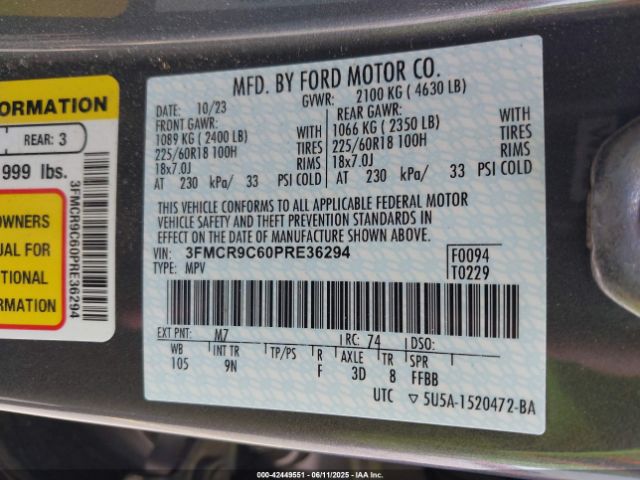 ORMATION
REAR: 3
999 lbs.
OWNERS
UAL FOR
TIONAL
RMATION
3FMCR9C60PRE36294
MFD. BY FORD MOTOR CO.
DATE: 10/23 GVWR: 2100 KG ( 4630 LB)
FRONT GAWR: REAR GAWR:
1089 KG ( 2400 LB) WITH 1066 KG ( 2350 LB) WITH
225/60R18 100H TIRES 225/60R18 100H TIRES
18x7.0J RIMS 18x7.0J RIMS
AT 230 kPa/ 33 PSI COLD AT 230 kPa/ 33 PSI COLD
THIS VEHICLE CONFORMS TO ALL APPLICABLE FEDERAL MOTOR
VEHICLE SAFETY AND THEFT PREVENTION STANDARDS IN
EFFECT ON THE DATE OF MANUFACTURE SHOWN ABOVE.
VIN: 3FMCR9C60PRE36294 F0094
TYPE: MPV T0229
EXT PNT: M7 RC: 74 DSO:
WB INT TR TP/PS R AXLE TR SPR
105 9N F 3D 8 FFBB
UTC ▽ 5U5A-1520472-BA
000-42449551 | 06/11/2025 | IAA Inc.